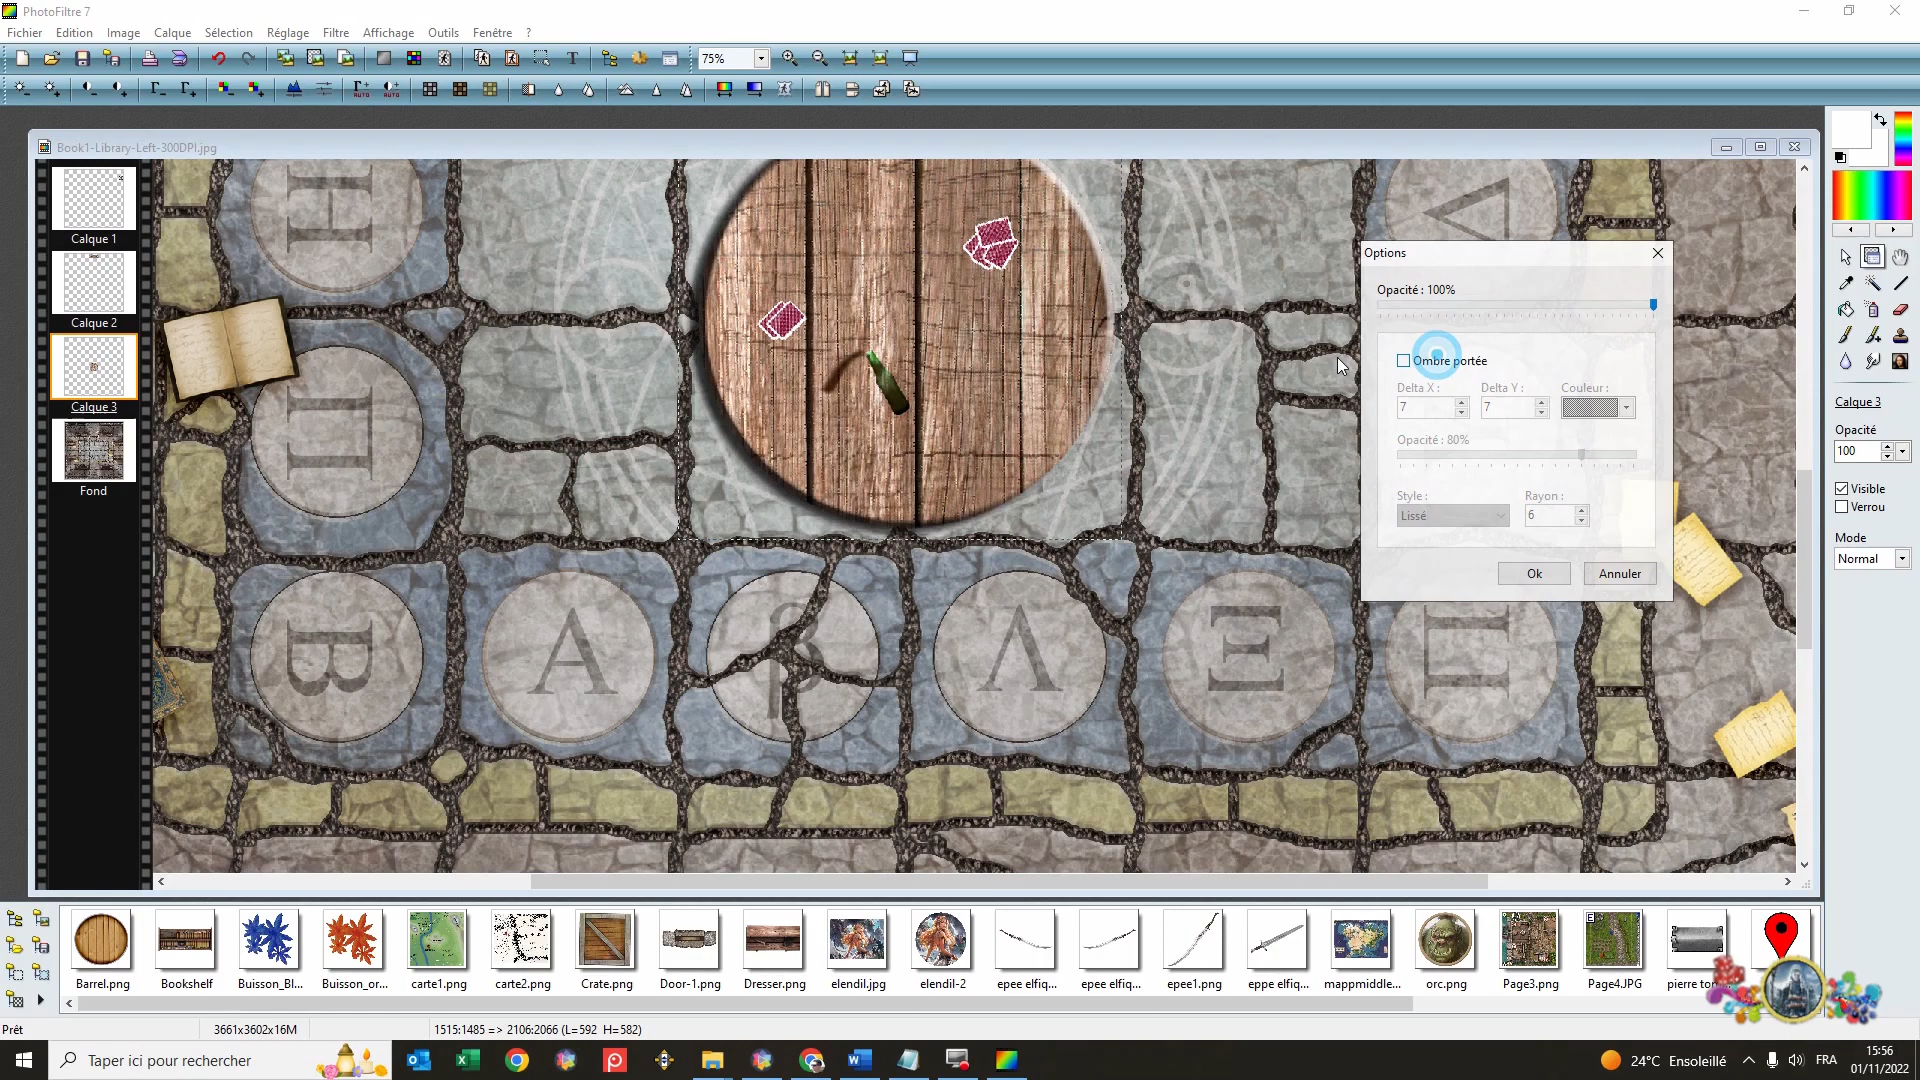 PhotoFiltre 7
Fichier Edition Image Calque Sélection Réglage Filtre Affichage Outils Fenêtre ?
75%
AUTO AUTO
Book1-Library-Left-300DPI.jpg
Calque 1
Calque 2
Calque 3
Fond
Π
B A β Λ Ξ
Options
Opacité : 100%
Ombre portée
Delta X : Delta Y : Couleur :
7 7
Opacité : 80%
Style : Rayon :
Lissé 6
Ok Annuler
Calque 3
Opacité
100
Visible
Verrou
Mode
Normal
Barrel.png Bookshelf Buisson_Bl... Buisson_or... carte1.png carte2.png Crate.png Door-1.png Dresser.png elendil.jpg elendil-2 epee elfiq... epee elfiq... epee1.png eppe elfiq... mappmiddle... orc.png Page3.png Page4.JPG
Prêt 3661x3602x16M 1515:1485 => 2106:2066 (L=592 H=582)
Taper ici pour rechercher
24°C Ensoleillé FRA 15:56
01/11/2022